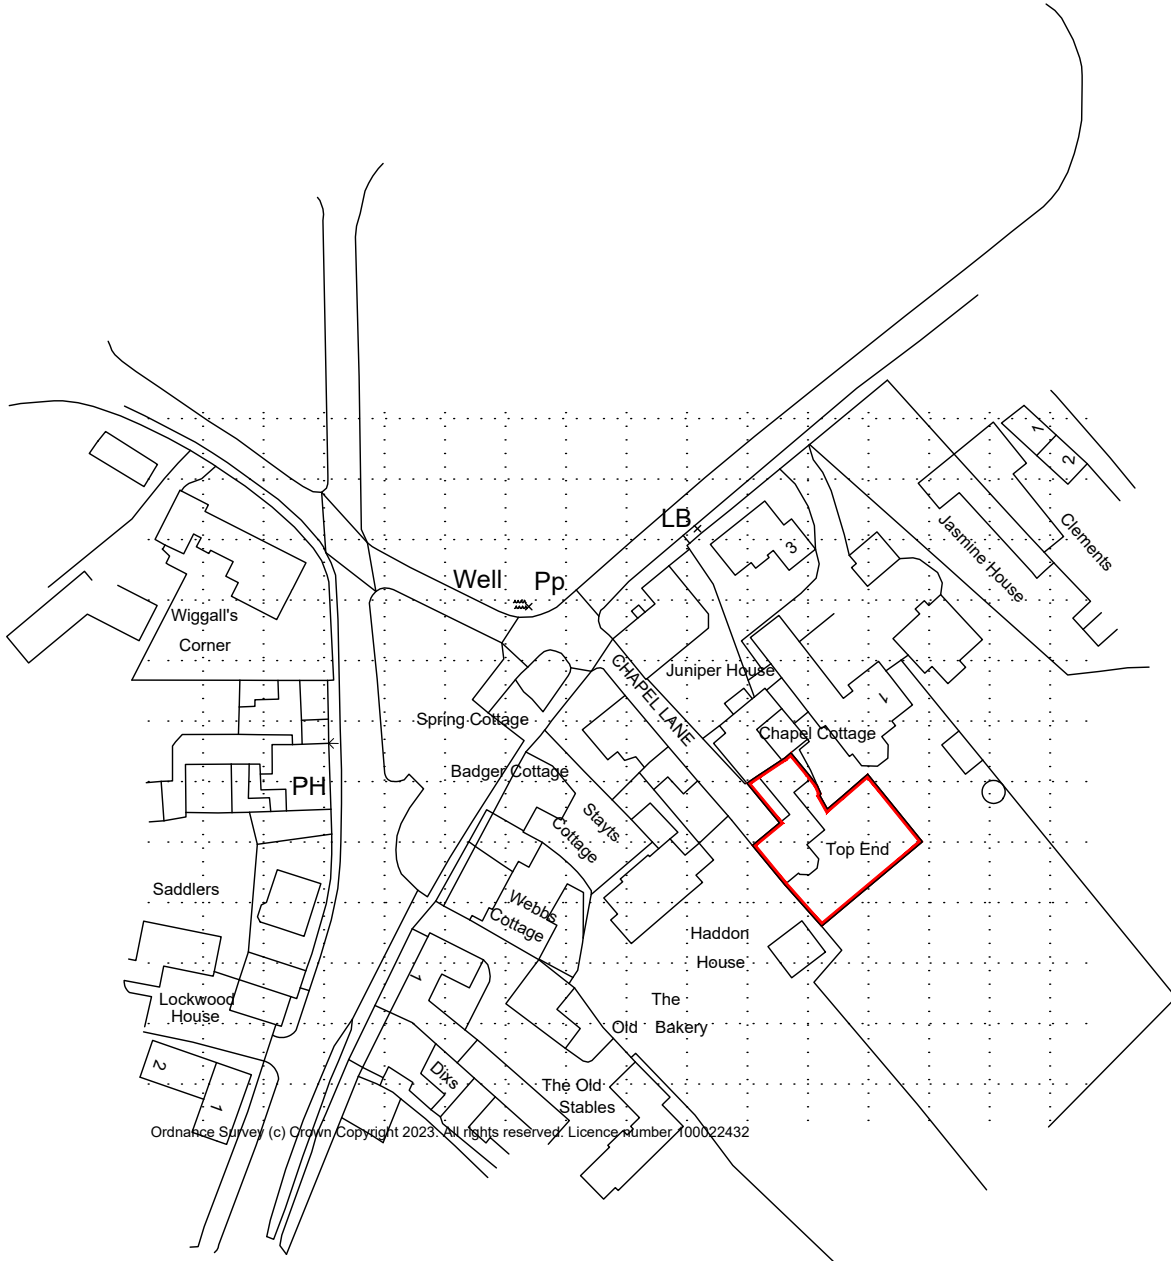 1
2
Clements
Jasmine House
LB
3
Well
Pp
Wiggall's
Corner
CHAPEL LANE
Juniper House
1
Spring Cottage
Chapel Cottage
Badger Cottage
PH
Stayts
Cottage
Top End
Saddlers
Webbs
Cottage
Haddon
House
1
Lockwood
House
The
Old Bakery
2
1
Dixs
The Old
Stables
Ordnance Survey (c) Crown Copyright 2023. All rights reserved. Licence number 100022432